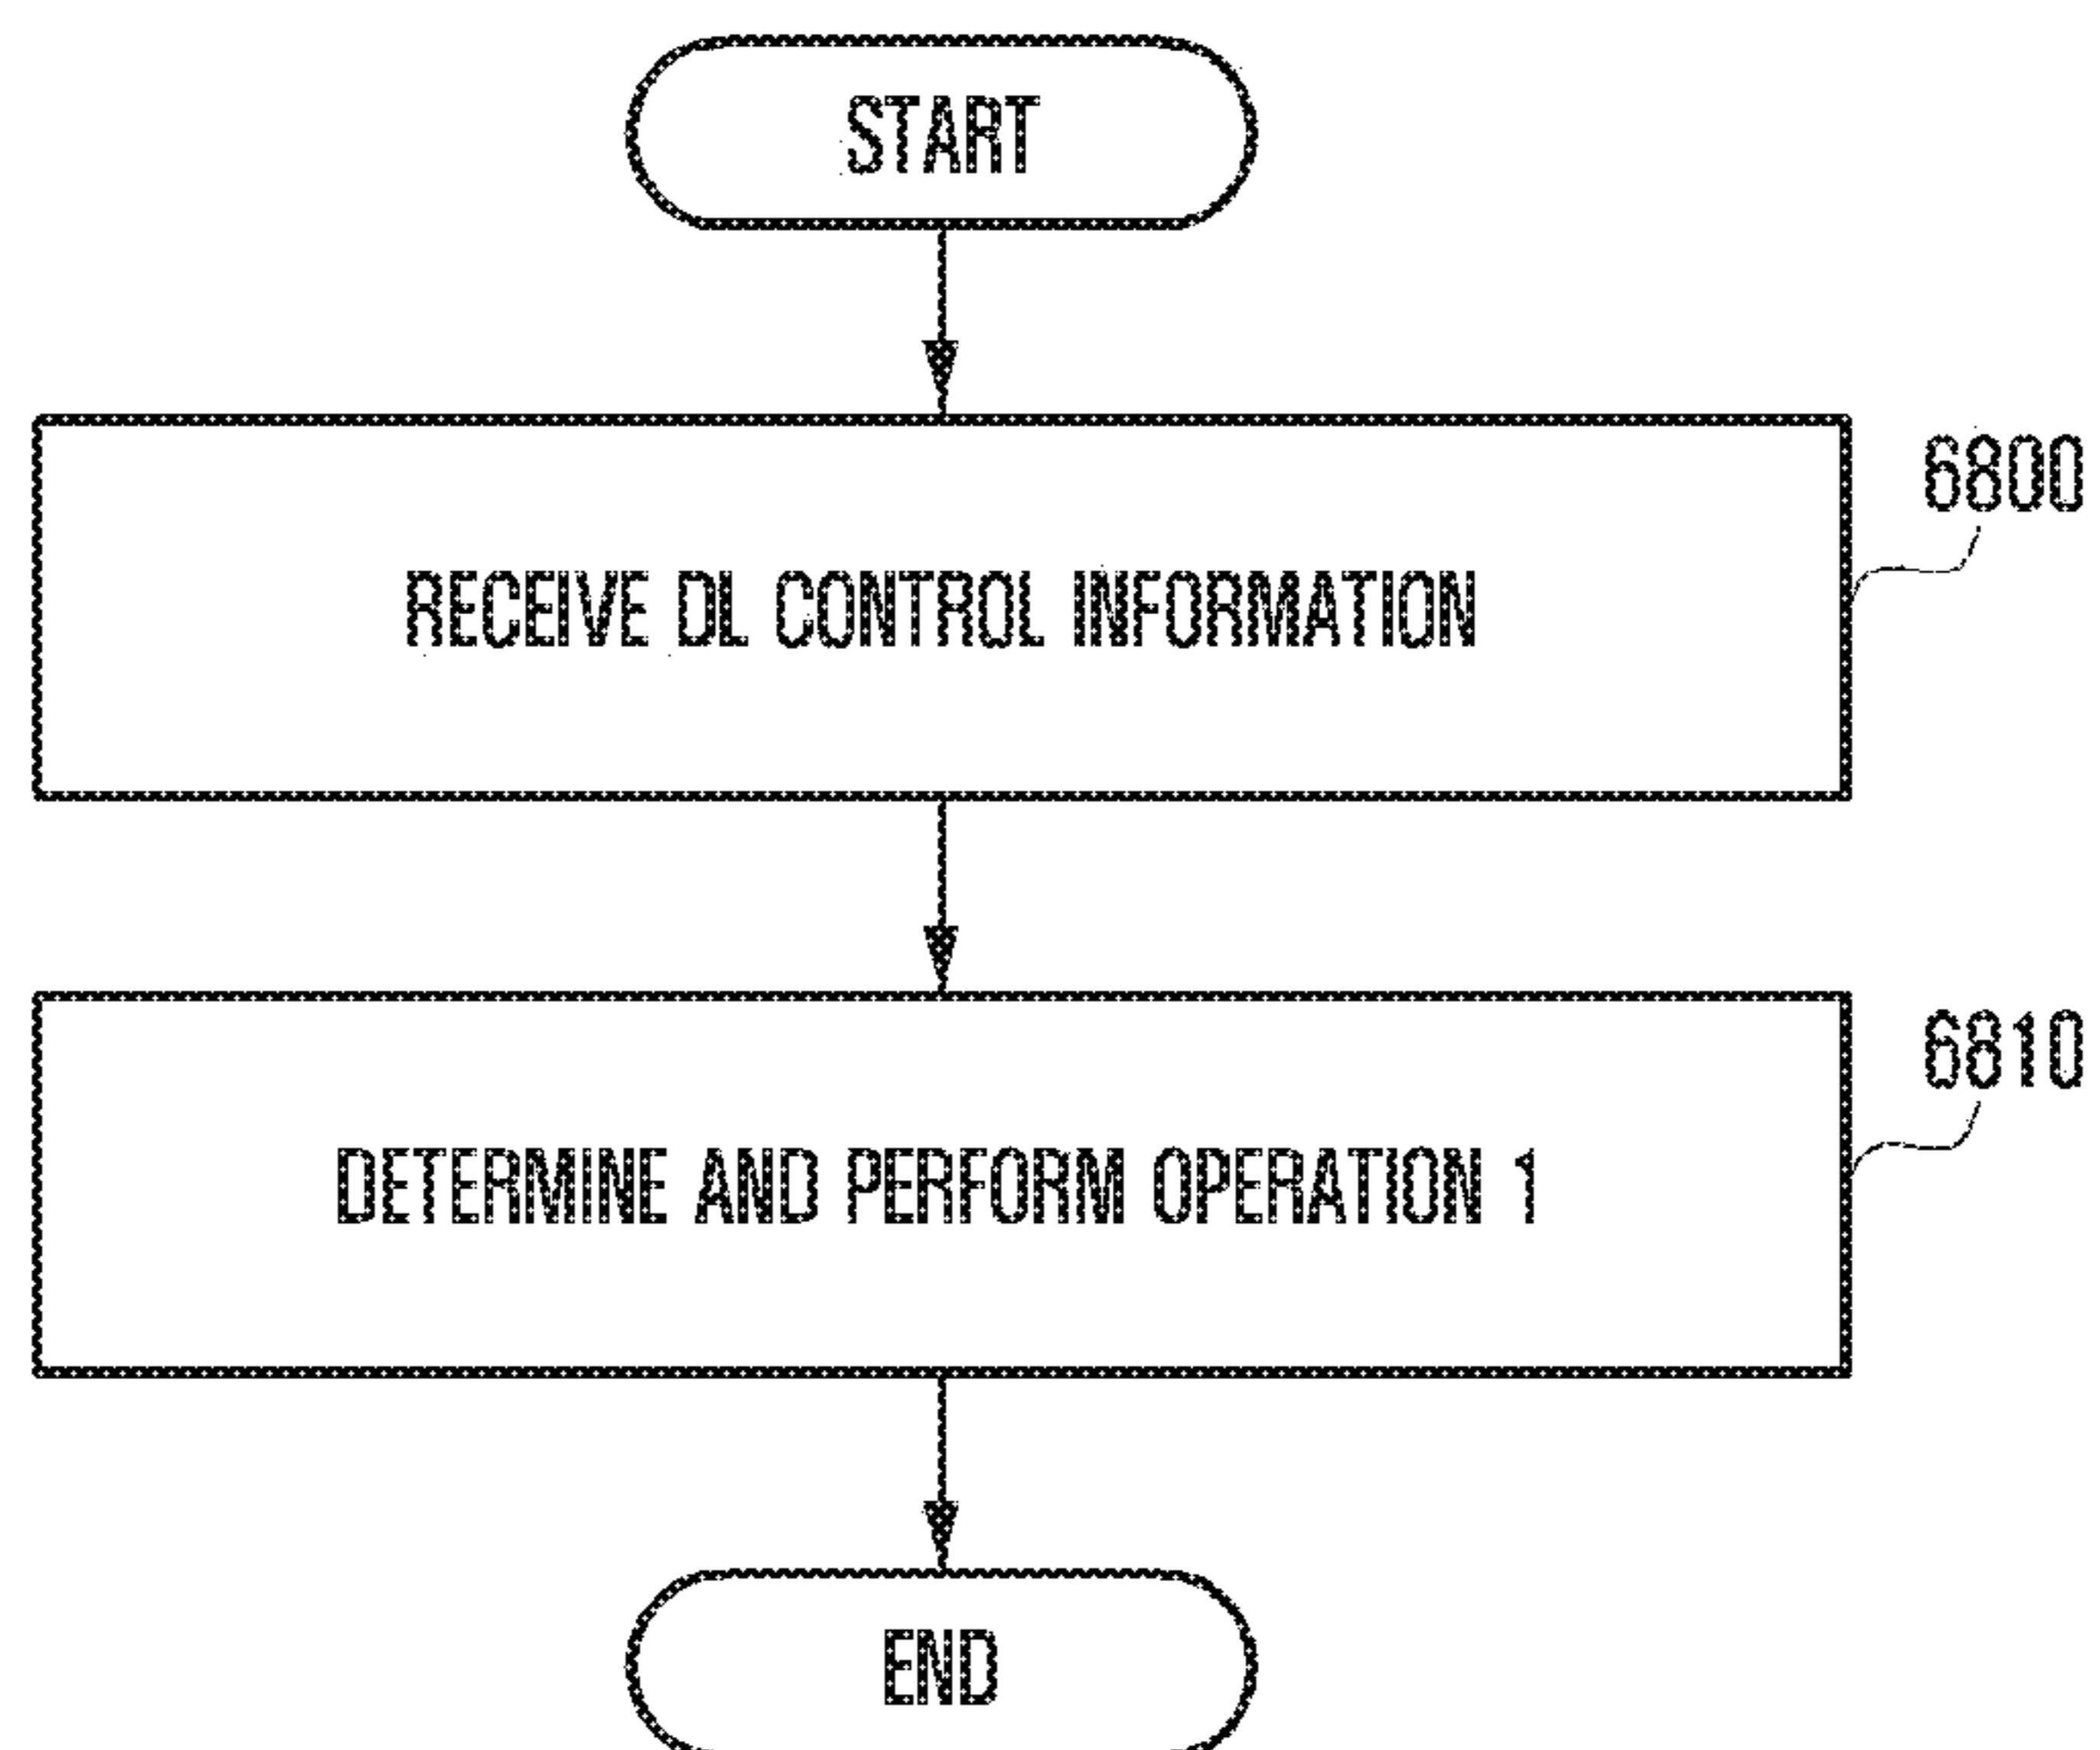 START
6800
RECEIVE DL CONTROL INFORMATION
6810
DETERMINE AND PERFORM OPERATION 1
END